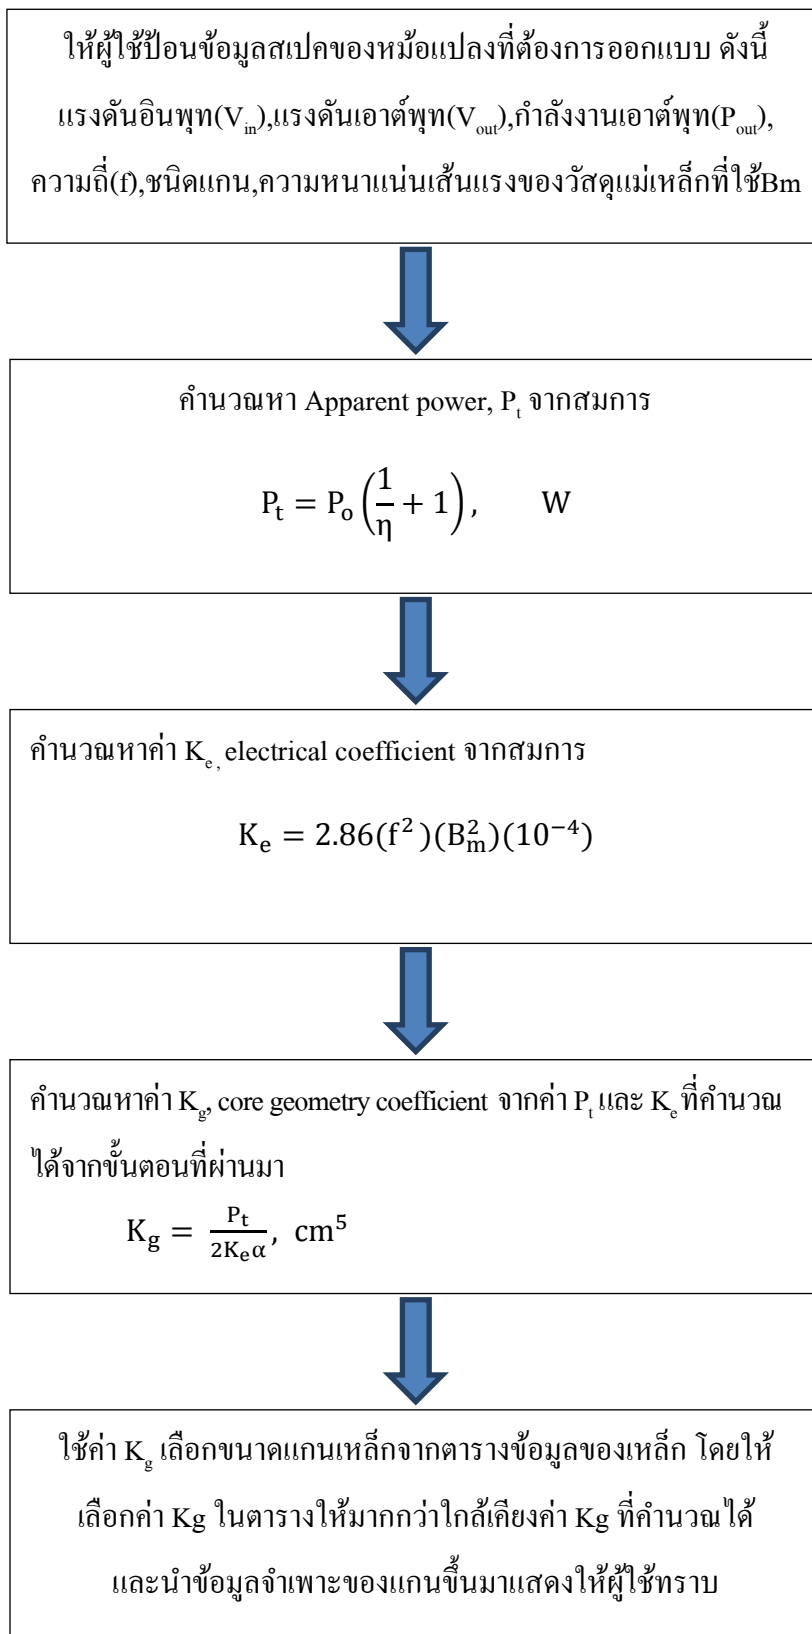 ให้ผู้ใช้ป้อนข้อมูลสเปคของหม้อแปลงที่ต้องการออกแบบ ดังนี้
แรงดันอินพุท(V_in),แรงดันเอาต์พุท(V_out),กำลังงานเอาต์พุท(P_out),
ความถี่(f),ชนิดแกน,ความหนาแน่นเส้นแรงของวัสดุแม่เหล็กที่ใช้Bm
คำนวณหา Apparent power, P_t จากสมการ
P_t = P_o (1/η + 1), W
คำนวณหาค่า K_e, electrical coefficient จากสมการ
K_e = 2.86(f²)(B_m²)(10⁻⁴)
คำนวณหาค่า K_g, core geometry coefficient จากค่า P_t และ K_e ที่คำนวณ
ได้จากขั้นตอนที่ผ่านมา
K_g = P_t/2K_eα, cm⁵
ใช้ค่า K_g เลือกขนาดแกนเหล็กจากตารางข้อมูลของเหล็ก โดยให้
เลือกค่า Kg ในตารางให้มากกว่าใกล้เคียงค่า Kg ที่คำนวณได้
และนำข้อมูลจำเพาะของแกนขึ้นมาแสดงให้ผู้ใช้ทราบ